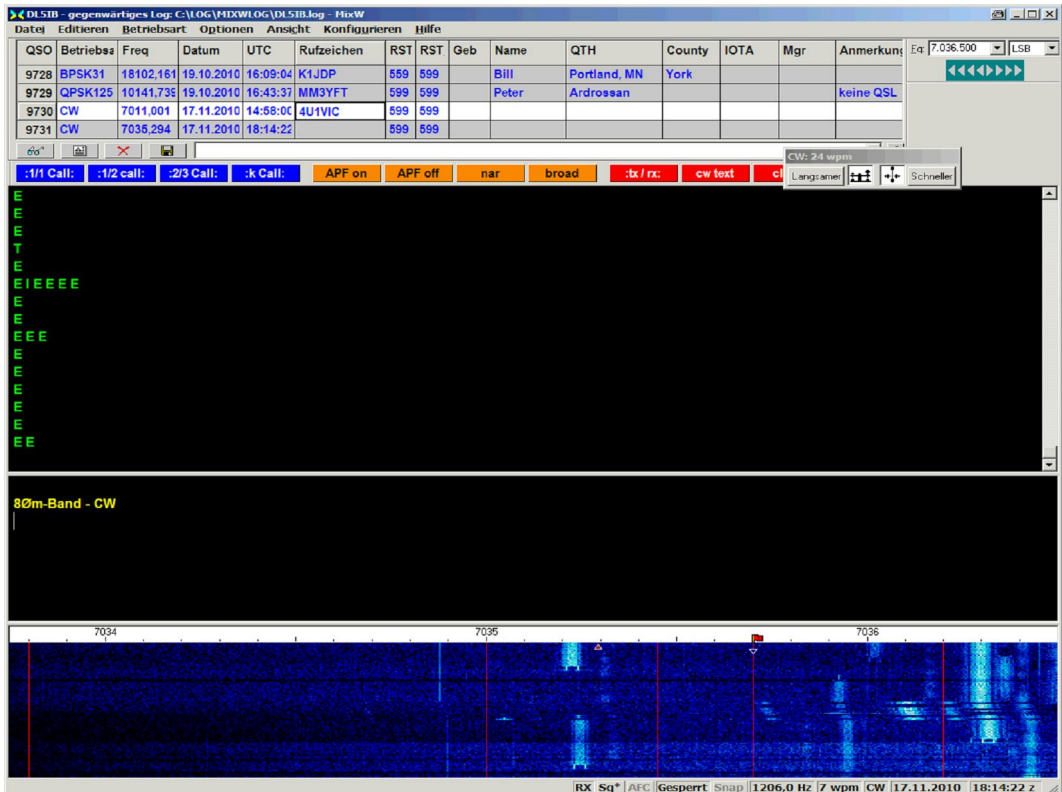 DL5IB - gegenwärtiges Log: C:\LOG\MIXWLOG\DL5IB.log - MixW
Datei Editieren Betriebsart Optionen Ansicht Konfigurieren Hilfe
QSO Betriebsa Freq Datum UTC Rufzeichen RST RST Geb Name QTH County IOTA Mgr Anmerkung
Fq: 7.036.500 LSB
9728 BPSK31 18102,161 19.10.2010 16:09:04 K1JDP 559 599 Bill Portland, MN York
9729 QPSK125 10141,739 19.10.2010 16:43:37 MM3YFT 599 599 Peter Ardrossan keine QSL
9730 CW 7011,001 17.11.2010 14:58:00 4U1VIC 599 599
9731 CW 7035,294 17.11.2010 18:14:22 599 599
CW: 24 wpm
Langsamer Schneller
:1/1 Call: :1/2 call: :2/3 Call: :k Call: APF on APF off nar broad :tx / rx: cw text
E
E
E
T
E
E I E E E E
E
E
E E E
E
E
E
E
E
E E
8Øm-Band - CW
7034 7035 7036
RX Sq* AFC Gesperrt Snap 1206,0 Hz 7 wpm CW 17.11.2010 18:14:22 z